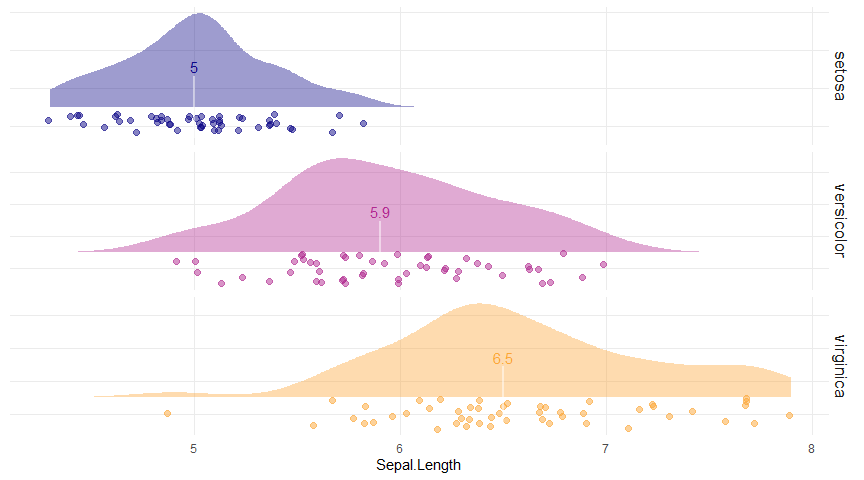 5
setosa
5.9
versicolor
6.5
virginica
5 6 7 8
Sepal.Length